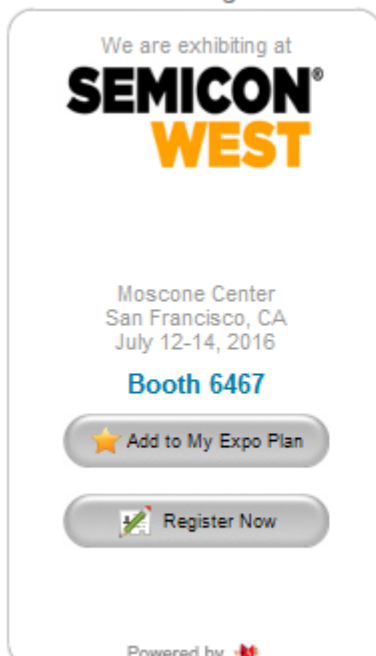 We are exhibiting at
SEMICON®
WEST
Moscone Center
San Francisco, CA
July 12-14, 2016
Booth 6467
Add to My Expo Plan
Register Now
Powered by